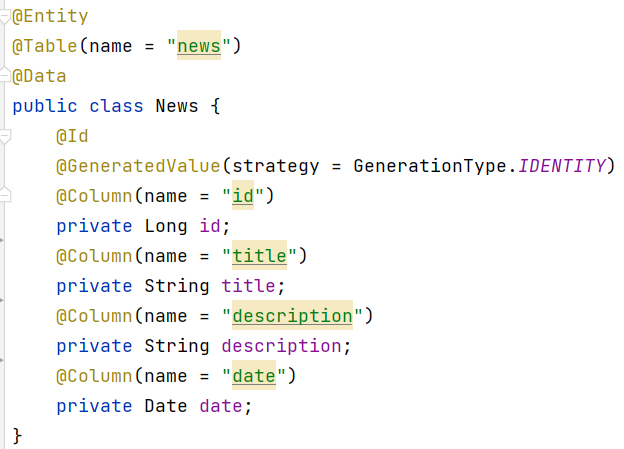 @Entity
@Table(name = "news")
@Data
public class News {
    @Id
    @GeneratedValue(strategy = GenerationType.IDENTITY)
    @Column(name = "id")
    private Long id;
    @Column(name = "title")
    private String title;
    @Column(name = "description")
    private String description;
    @Column(name = "date")
    private Date date;
}